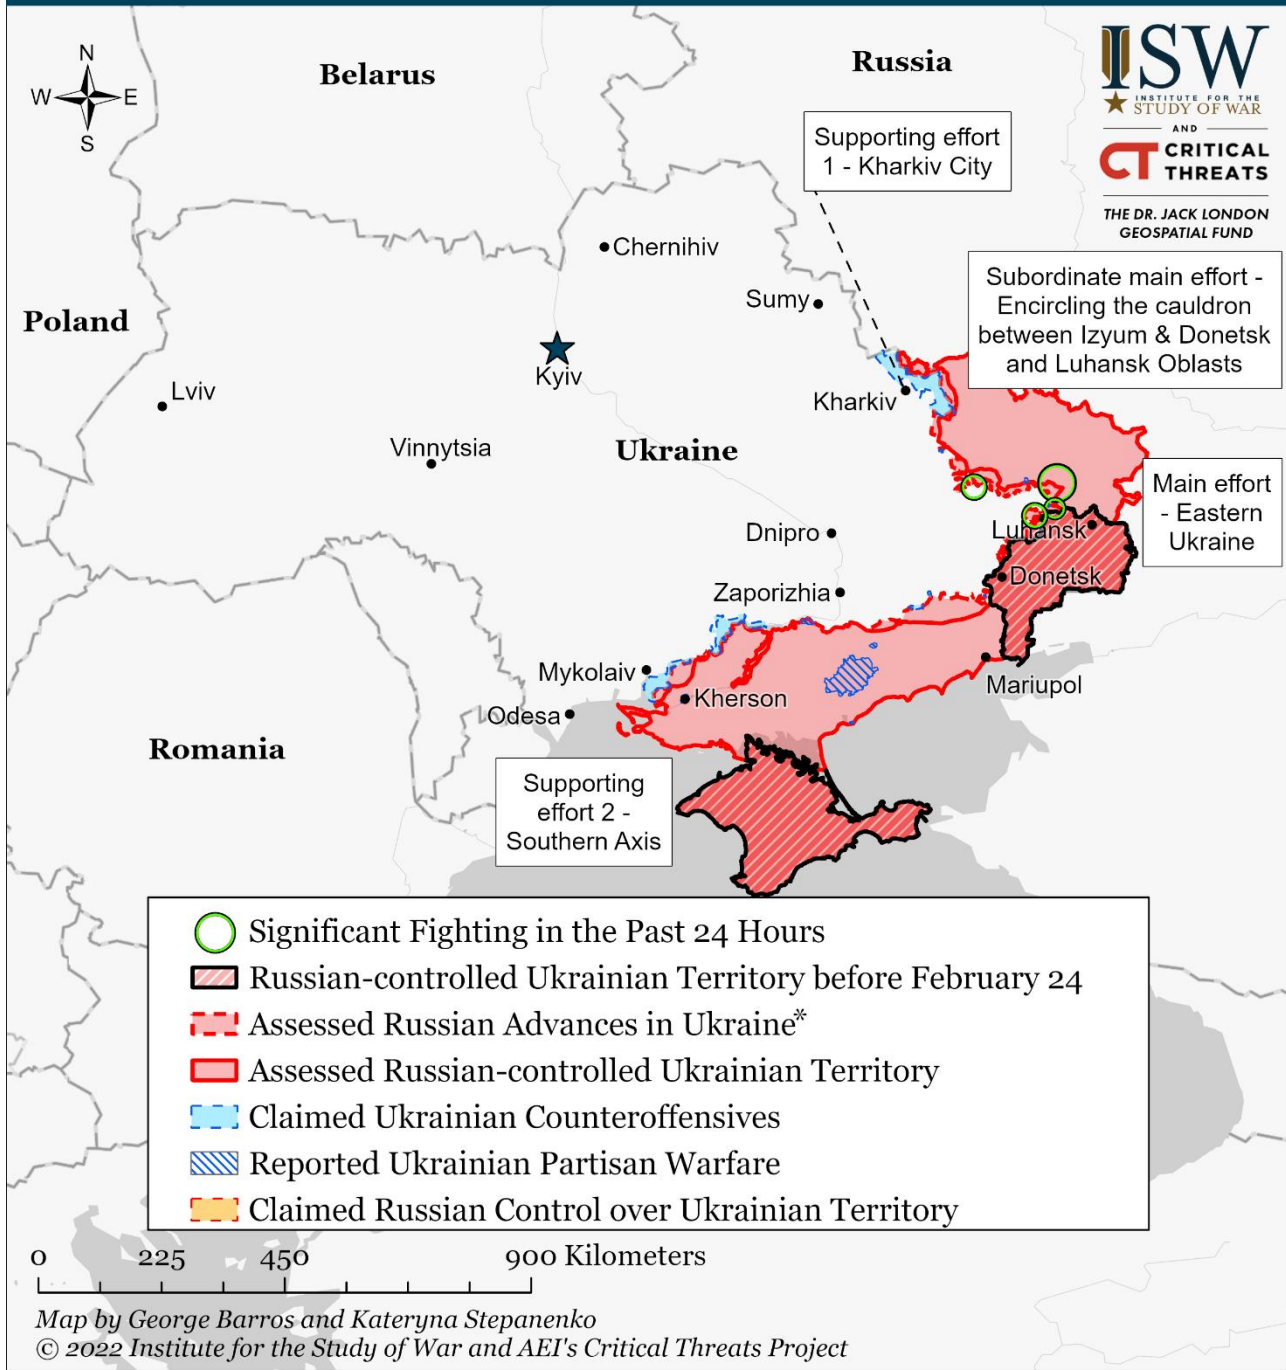 N
W E
S
Belarus
Russia
ISW
INSTITUTE FOR THE
STUDY OF WAR
AND
CT CRITICAL
THREATS
THE DR. JACK LONDON
GEOSPATIAL FUND
Supporting effort
1 - Kharkiv City
Chernihiv
Subordinate main effort -
Encircling the cauldron
between Izyum & Donetsk
and Luhansk Oblasts
Sumy
Poland
Kyiv
Lviv
Kharkiv
Vinnytsia
Ukraine
Main effort
- Eastern
Ukraine
Dnipro
Luhansk
Donetsk
Zaporizhia
Mykolaiv
Mariupol
Kherson
Odesa
Romania
Supporting
effort 2 -
Southern Axis
Significant Fighting in the Past 24 Hours
Russian-controlled Ukrainian Territory before February 24
Assessed Russian Advances in Ukraine*
Assessed Russian-controlled Ukrainian Territory
Claimed Ukrainian Counteroffensives
Reported Ukrainian Partisan Warfare
Claimed Russian Control over Ukrainian Territory
0 225 450 900 Kilometers
Map by George Barros and Kateryna Stepanenko
© 2022 Institute for the Study of War and AEI's Critical Threats Project